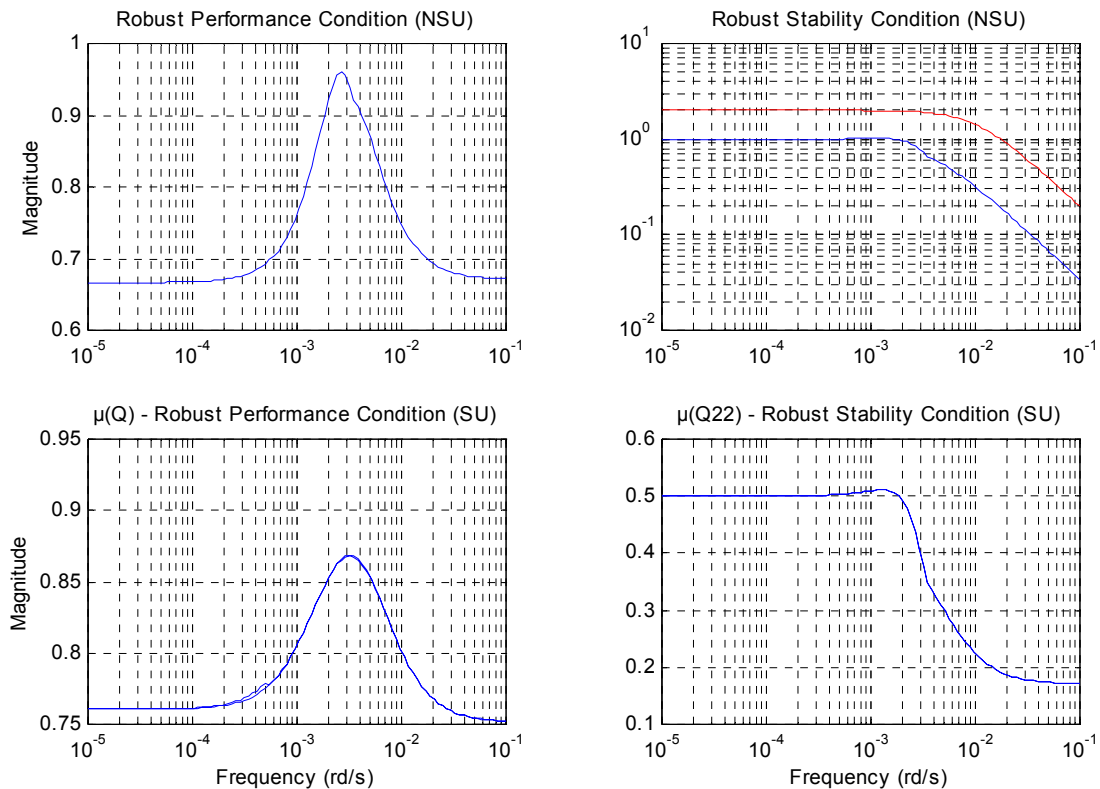 Robust Performance Condition (NSU)
1
0.9
0.8
0.7
0.6
Magnitude
10^-5 10^-4 10^-3 10^-2 10^-1
Robust Stability Condition (NSU)
10^1
10^0
10^-1
10^-2
10^-5 10^-4 10^-3 10^-2 10^-1
µ(Q) - Robust Performance Condition (SU)
0.95
0.9
0.85
0.8
0.75
Magnitude
10^-5 10^-4 10^-3 10^-2 10^-1
Frequency (rd/s)
µ(Q22) - Robust Stability Condition (SU)
0.6
0.5
0.4
0.3
0.2
0.1
10^-5 10^-4 10^-3 10^-2 10^-1
Frequency (rd/s)